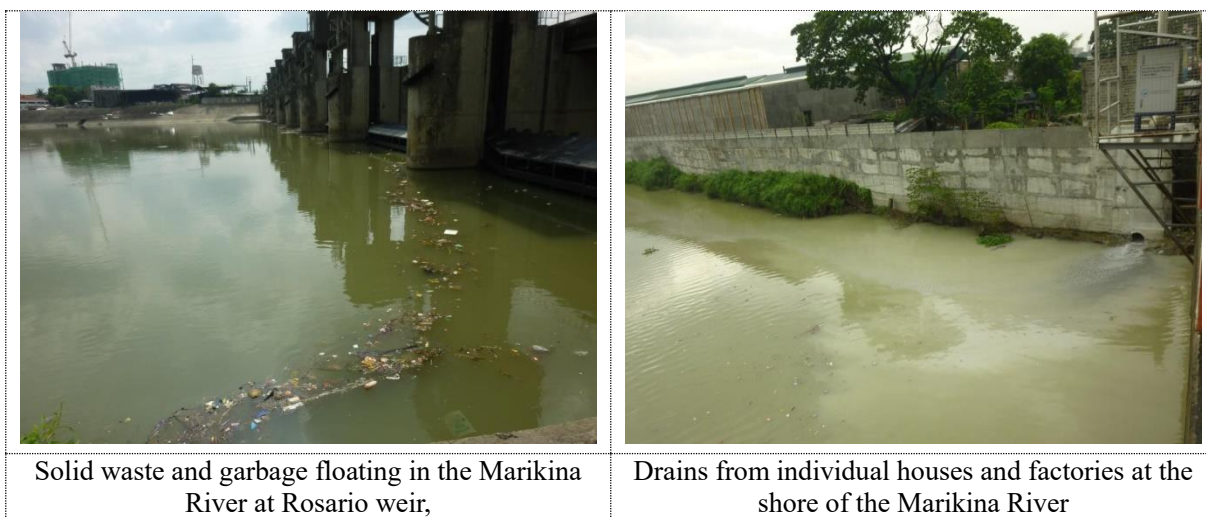 Solid waste and garbage floating in the Marikina
River at Rosario weir,
Drains from individual houses and factories at the
shore of the Marikina River